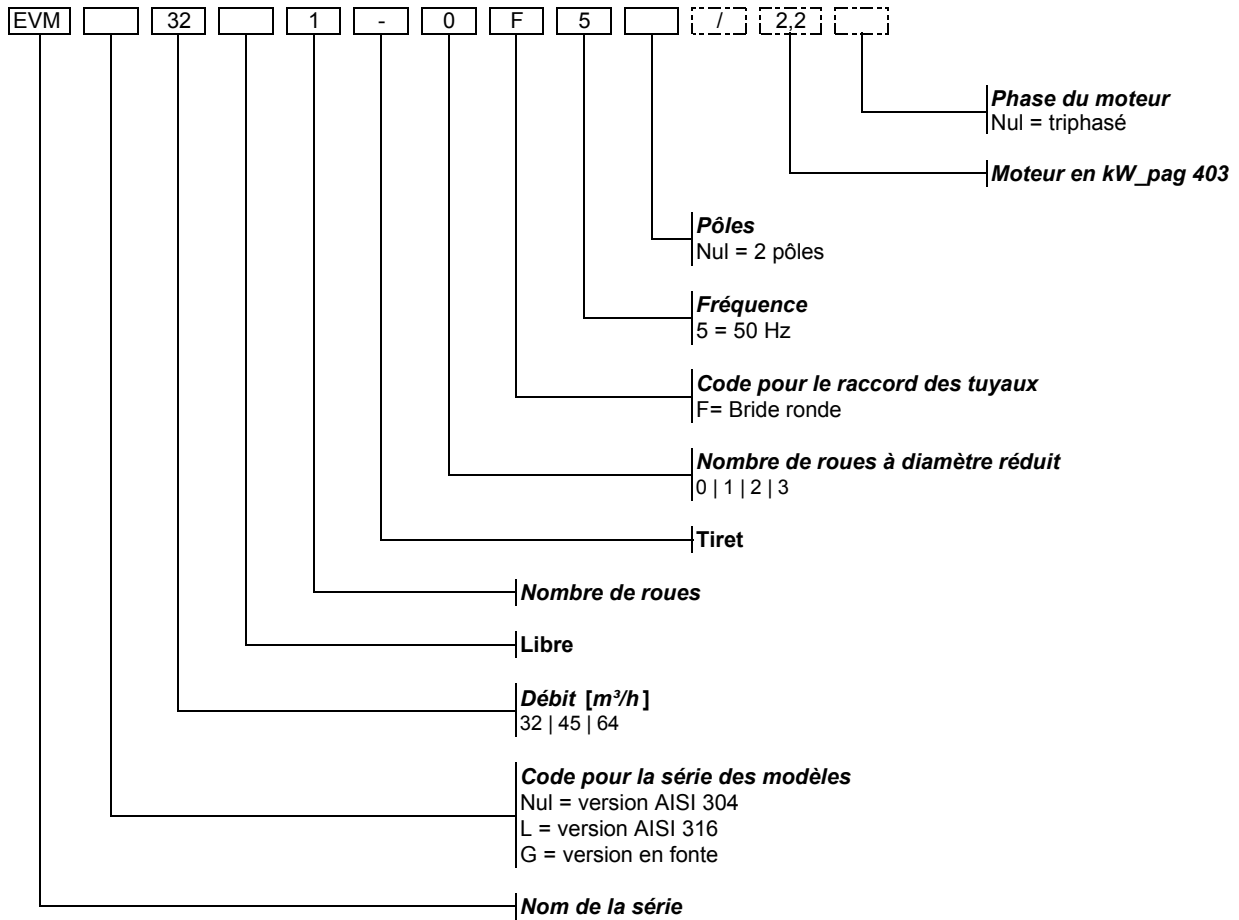 EVM 32 1 - 0 F 5 / 2,2
Phase du moteur
Nul = triphasé
Moteur en kW_pag 403
Pôles
Nul = 2 pôles
Fréquence
5 = 50 Hz
Code pour le raccord des tuyaux
F= Bride ronde
Nombre de roues à diamètre réduit
0 | 1 | 2 | 3
Tiret
Nombre de roues
Libre
Débit [m³/h]
32 | 45 | 64
Code pour la série des modèles
Nul = version AISI 304
L = version AISI 316
G = version en fonte
Nom de la série